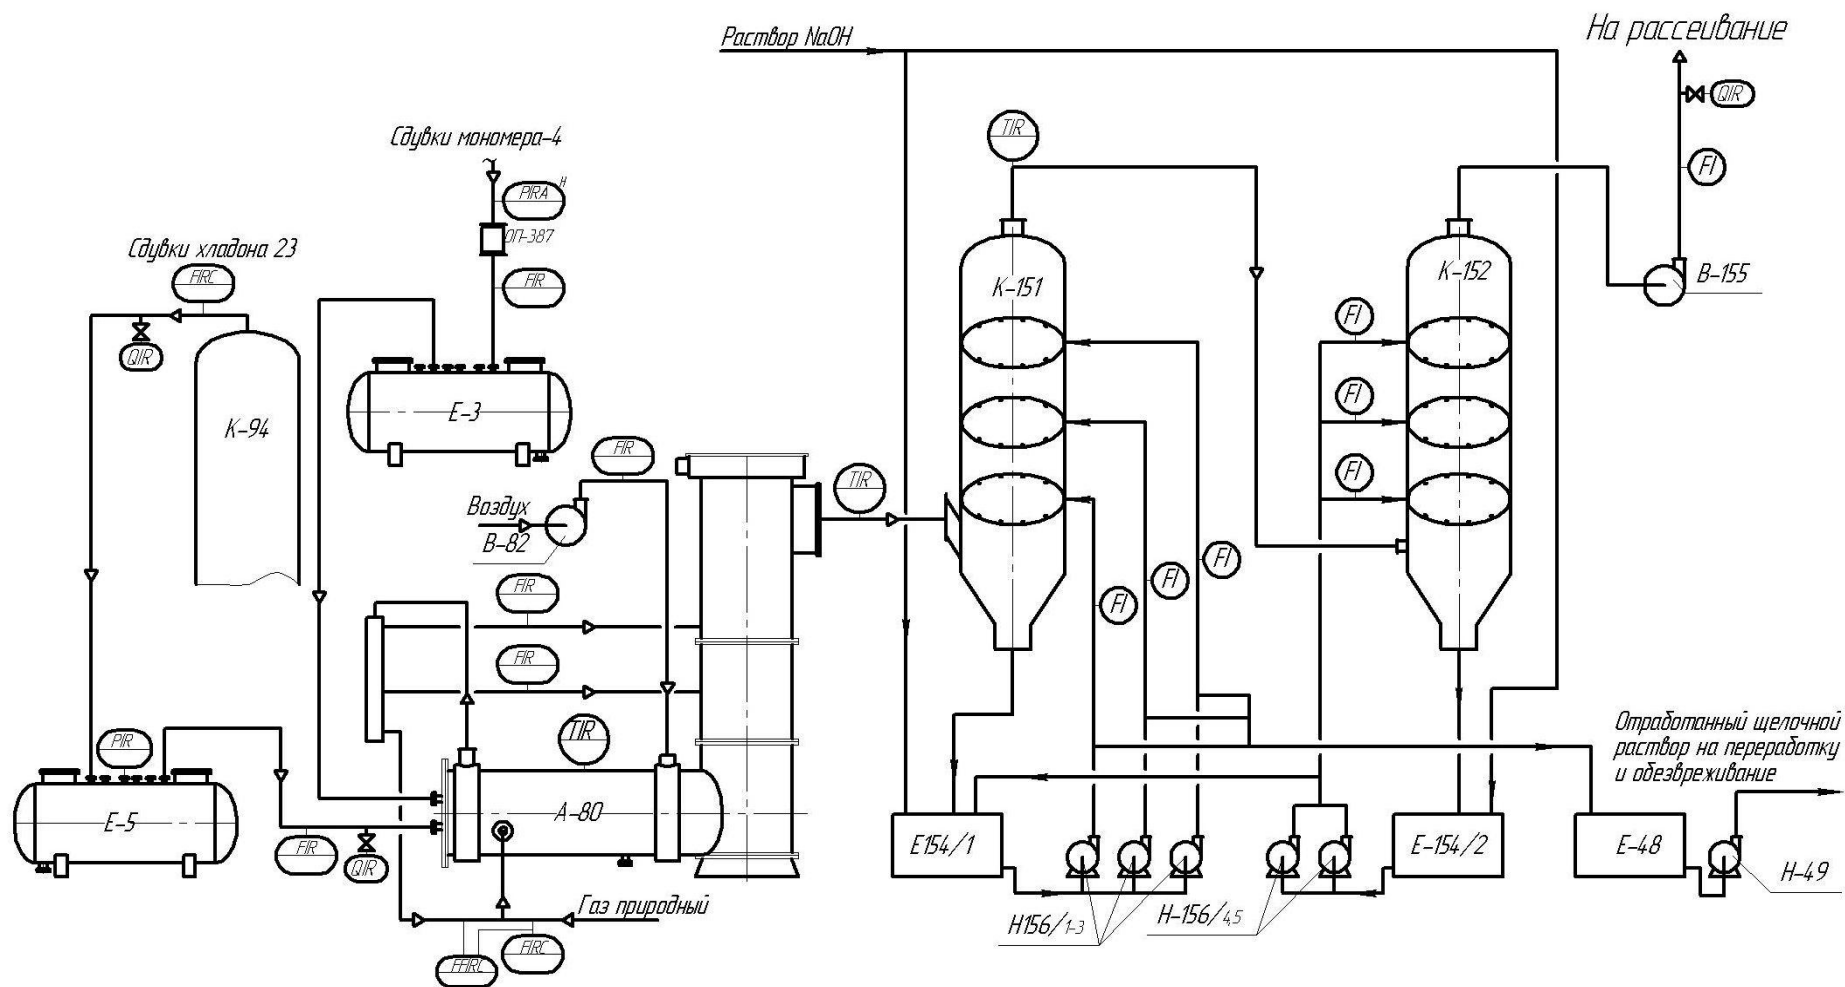 Раствор NaOH
На рассеивание
QIR
TIR
Сдувки мономера-4
FI
PIRA
H
ОП-387
Сдувки хладона 23
FIRC
FIR
К-151
К-152
В-155
FI
QIR
Е-3
FI
К-94
FIR
FI
TIR
Воздух
В-82
FI
FI
FIR
FI
FIR
Отработанный щелочной
раствор на переработку
и обезвреживание
PIR
TIR
Е-5
А-80
Е154/1
Е-154/2
Е-48
FIR
QIR
Н-49
Газ природный
Н156/1-3
Н-156/4,5
FIRC
FFIRC